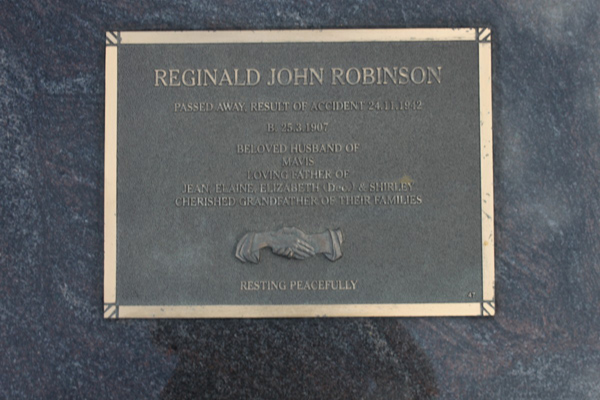 REGINALD JOHN ROBINSON
PASSED AWAY, RESULT OF ACCIDENT 24.11.1942
B. 25.3.1907
BELOVED HUSBAND OF
MAVIS
LOVING FATHER OF
JEAN, ELAINE, ELIZABETH (Dec.) & SHIRLEY
CHERISHED GRANDFATHER OF THEIR FAMILIES
RESTING PEACEFULLY